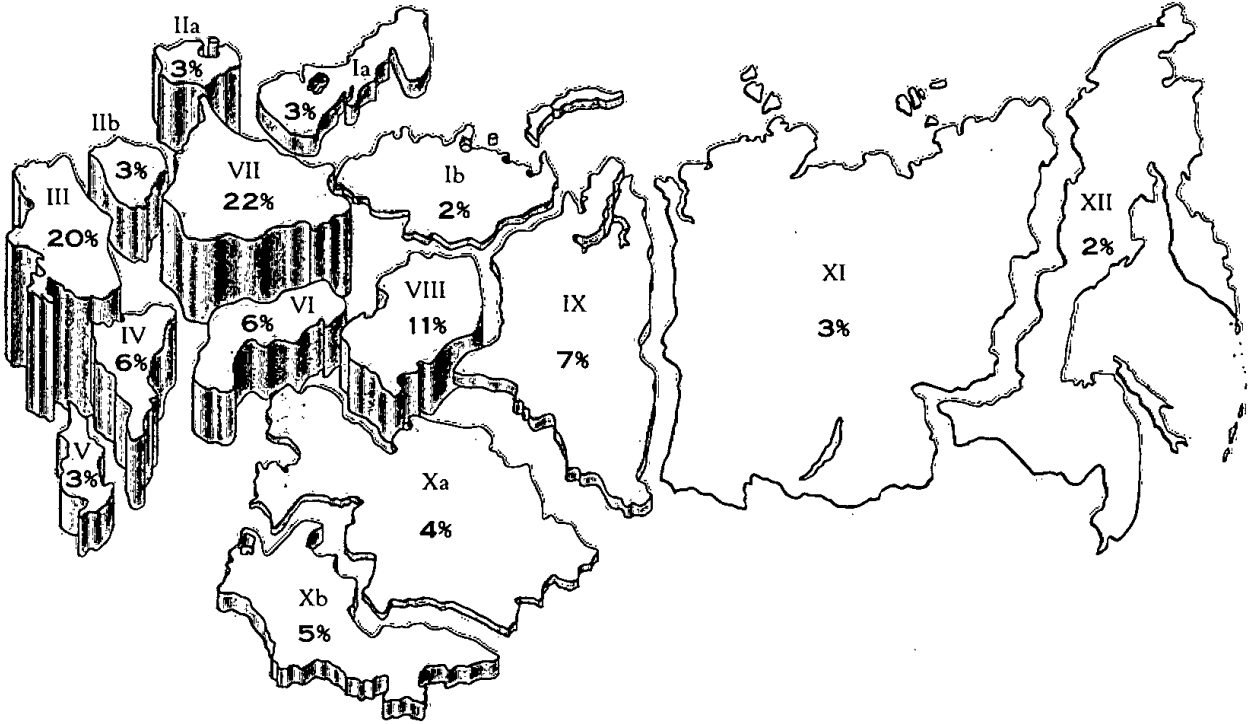 IIa
3%
Ia
3%
IIb
3%
VII
22%
Ib
2%
III
20%
XII
2%
XI
3%
VI
6%
VIII
11%
IX
7%
IV
6%
V
3%
Xa
4%
Xb
5%